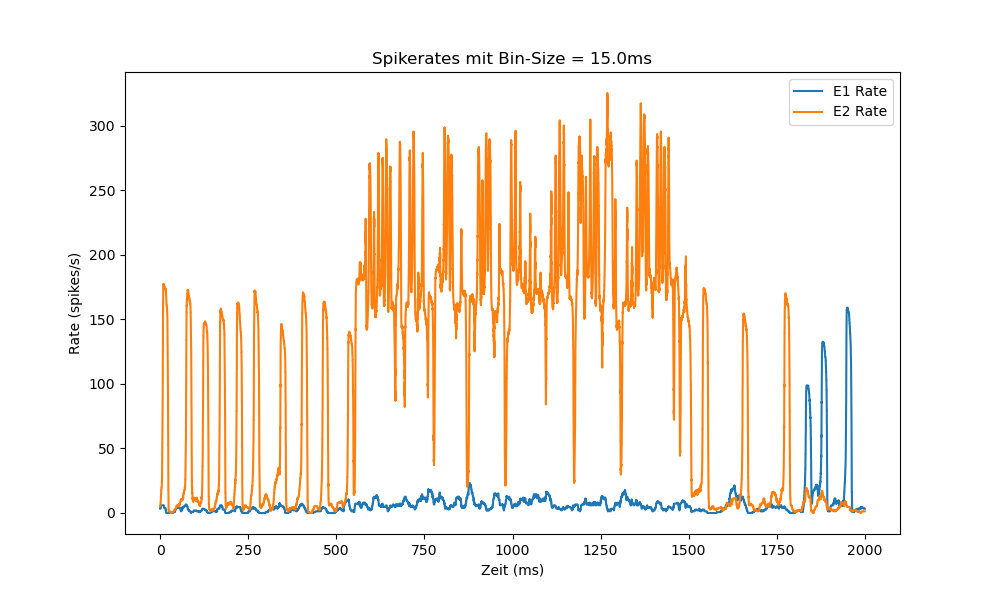 Spikerates mit Bin-Size = 15.0ms
E1 Rate
E2 Rate
Rate (spikes/s)
300
250
200
150
100
50
0
0 250 500 750 1000 1250 1500 1750 2000
Zeit (ms)